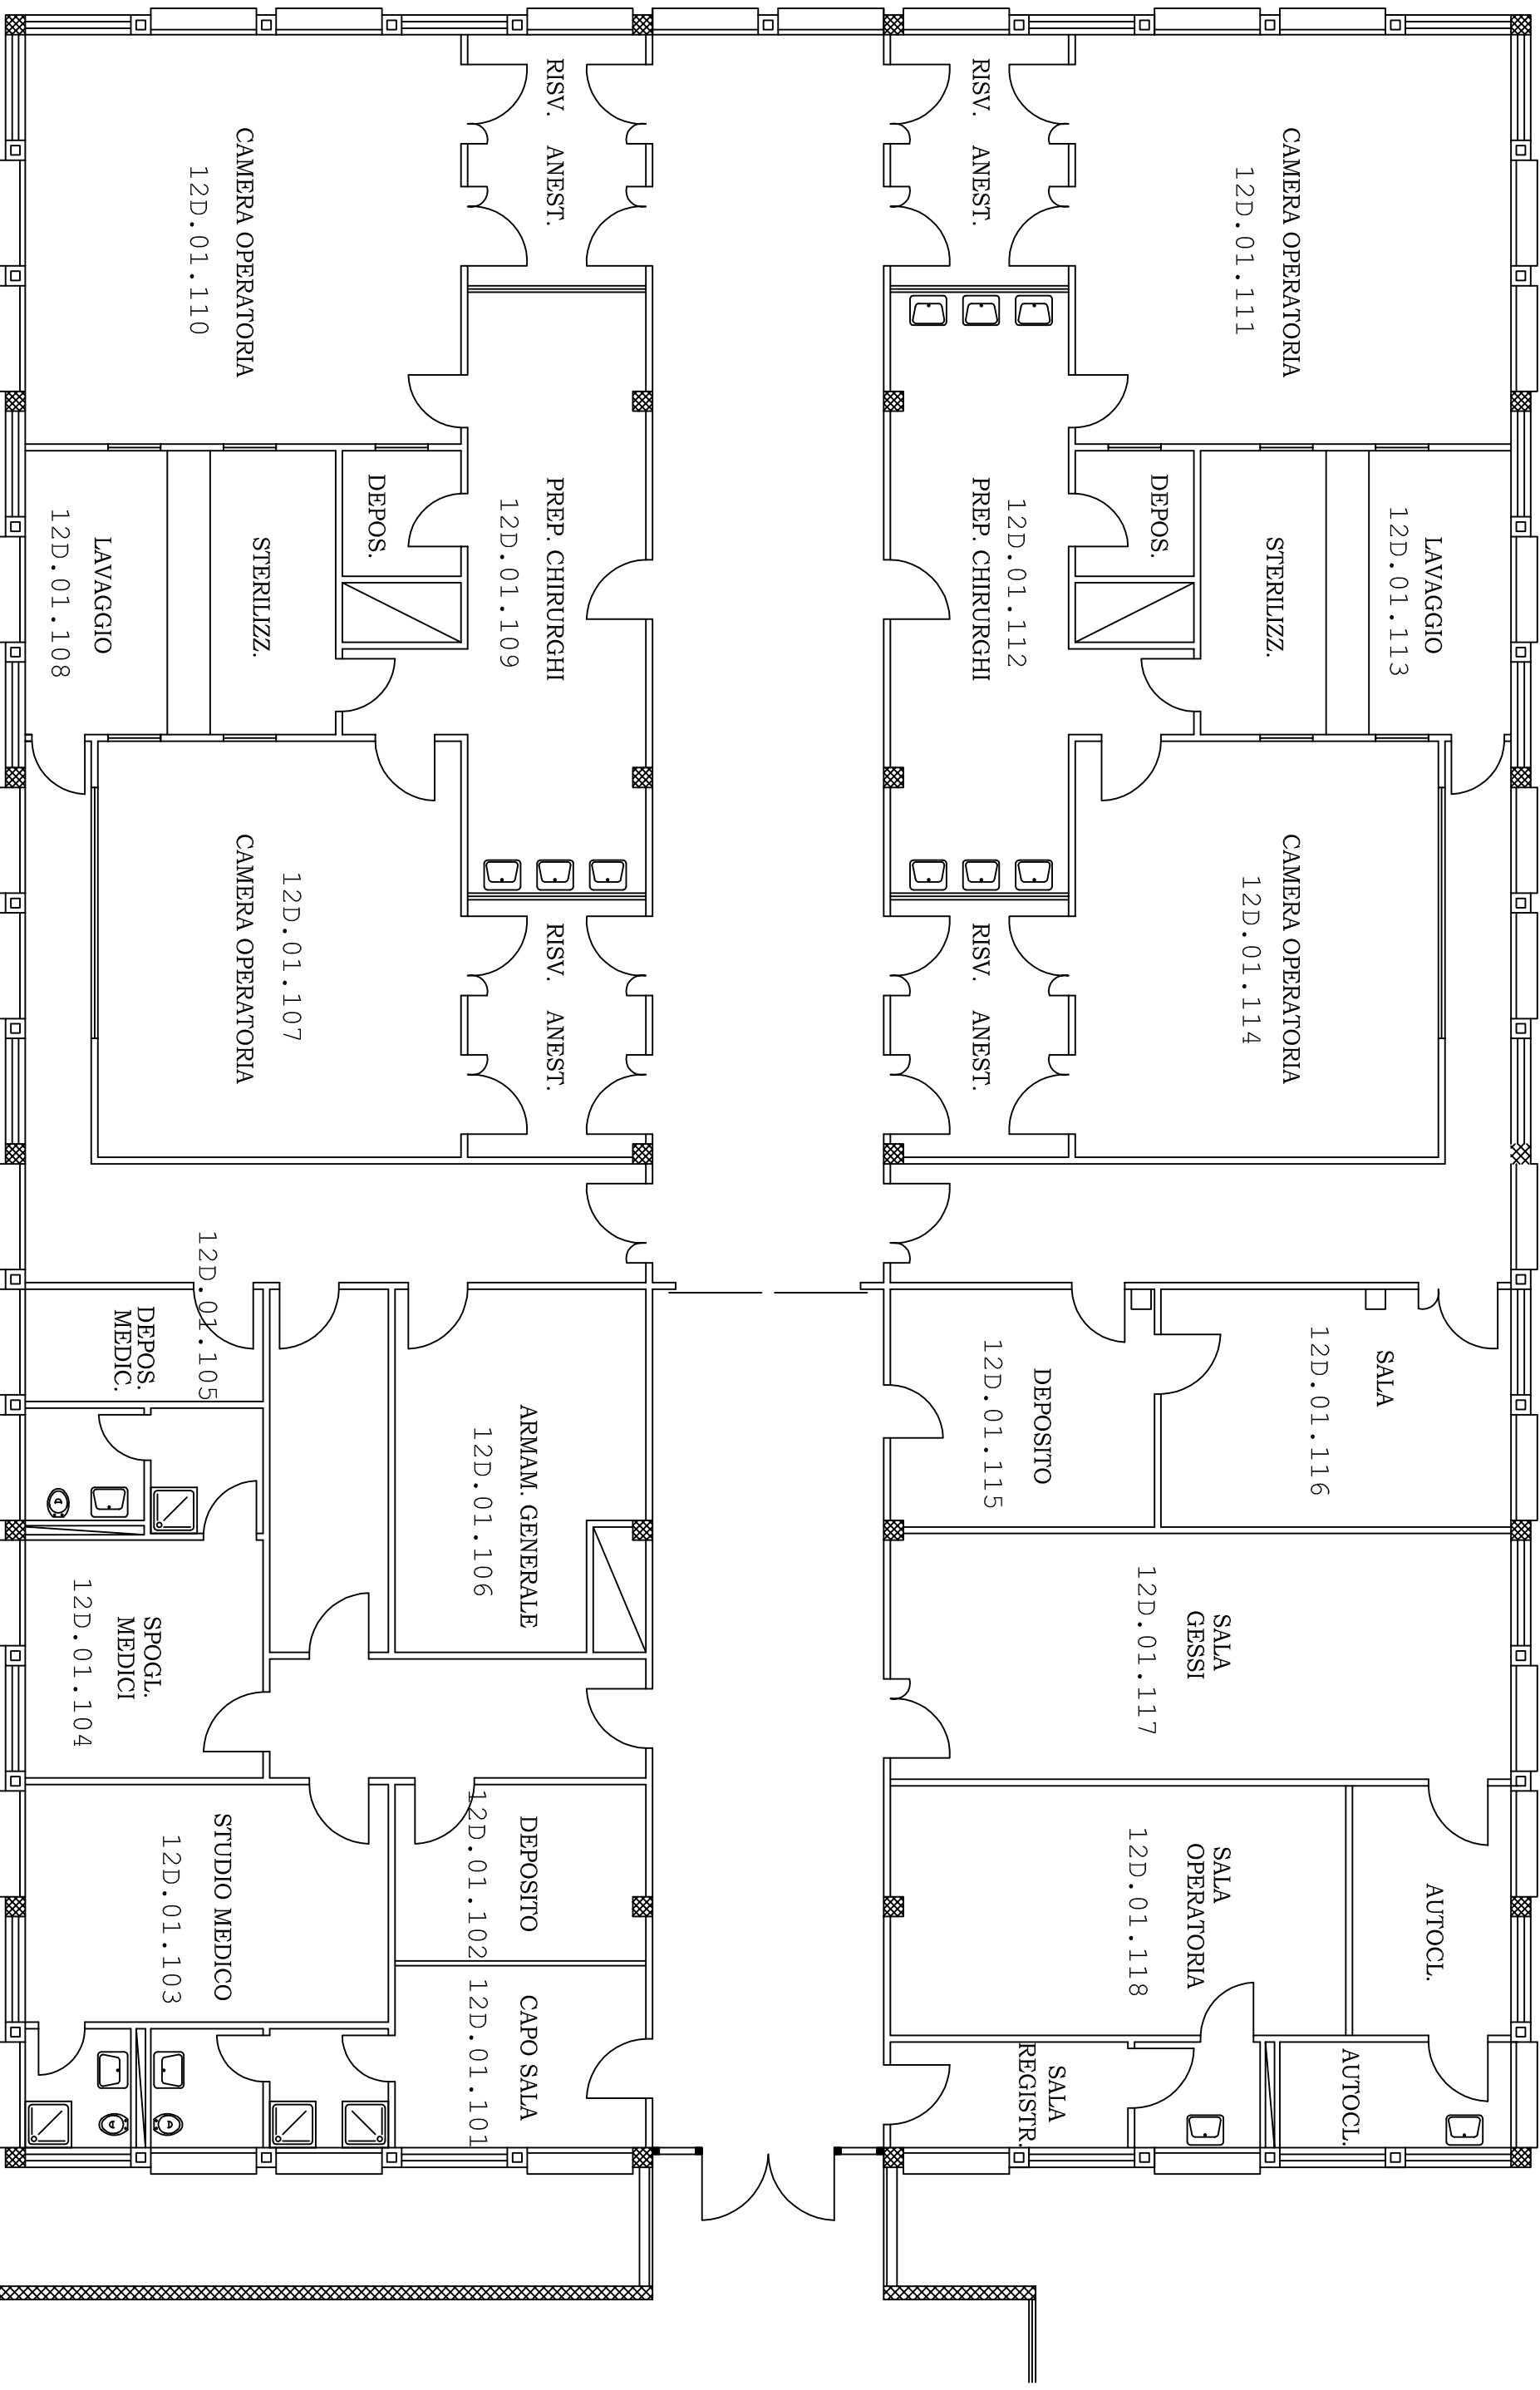 RISV. ANEST.
RISV. ANEST.
CAMERA OPERATORIA
12D.01.110
CAMERA OPERATORIA
12D.01.111
DEPOS.
PREP. CHIRURGHI
12D.01.109
PREP. CHIRURGHI
12D.01.112
DEPOS.
LAVAGGIO
12D.01.108
STERILIZZ.
STERILIZZ.
LAVAGGIO
12D.01.113
CAMERA OPERATORIA
12D.01.107
CAMERA OPERATORIA
12D.01.114
RISV. ANEST.
RISV. ANEST.
12D.01.105
DEPOS.
MEDIC.
ARMAM. GENERALE
12D.01.106
DEPOSITO
12D.01.115
SALA
12D.01.116
SPOGL.
MEDICI
12D.01.104
SALA
GESSI
12D.01.117
STUDIO MEDICO
12D.01.103
DEPOSITO
12D.01.102
SALA
OPERATORIA
12D.01.118
AUTOCL.
CAPO SALA
12D.01.101
SALA
REGISTR.
AUTOCL.